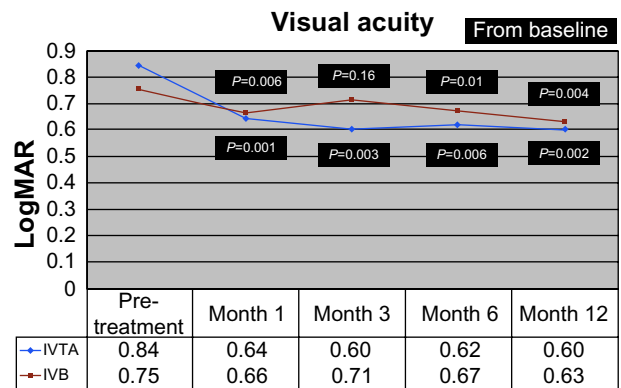 Visual acuity
From baseline
LogMAR
0.9
0.8
0.7
0.6
0.5
0.4
0.3
0.2
0.1
0
P=0.006
P=0.16
P=0.01
P=0.004
P=0.001
P=0.003
P=0.006
P=0.002
Pre-
treatment
Month 1
Month 3
Month 6
Month 12
IVTA 0.84 0.64 0.60 0.62 0.60
IVB 0.75 0.66 0.71 0.67 0.63